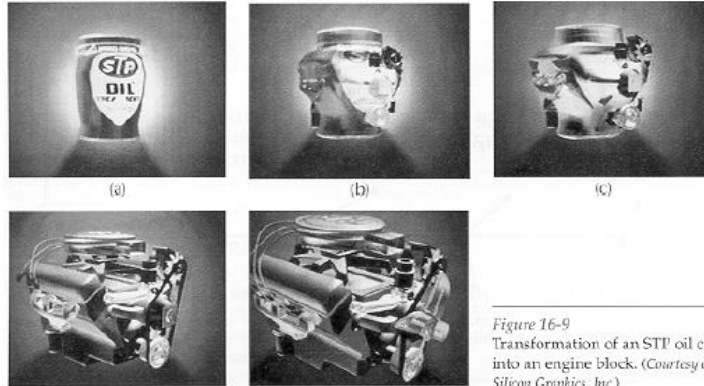 STP
OIL
(a)
(b)
(c)
Figure 16-9
Transformation of an STP oil c
into an engine block. (Courtesy o
Silicon Graphics, Inc.)